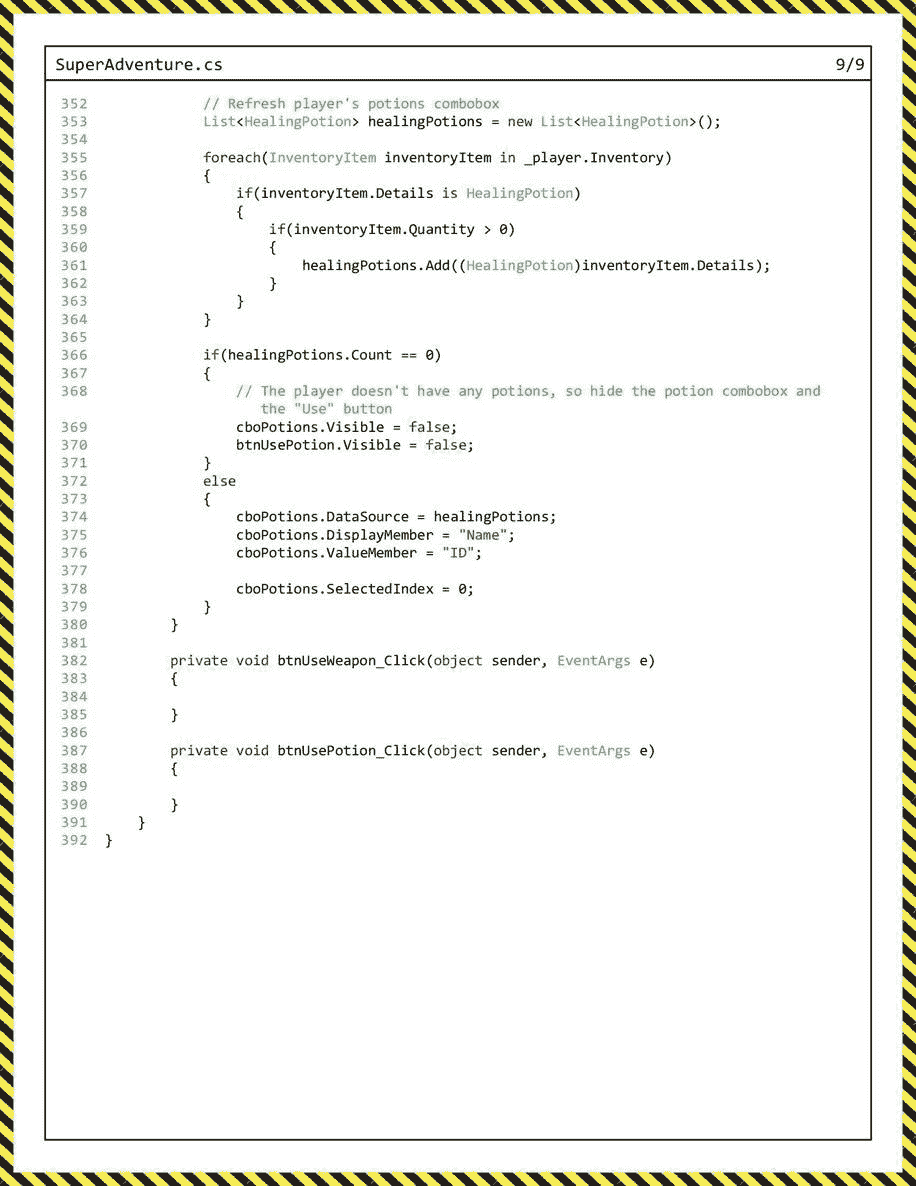 SuperAdventure.cs 9/9
352             // Refresh player's potions combobox
353             List<HealingPotion> healingPotions = new List<HealingPotion>();
354
355             foreach(InventoryItem inventoryItem in _player.Inventory)
356             {
357                 if(inventoryItem.Details is HealingPotion)
358                 {
359                     if(inventoryItem.Quantity > 0)
360                     {
361                         healingPotions.Add((HealingPotion)inventoryItem.Details);
362                     }
363                 }
364             }
365
366             if(healingPotions.Count == 0)
367             {
368                 // The player doesn't have any potions, so hide the potion combobox and
                       the "Use" button
369                 cboPotions.Visible = false;
370                 btnUsePotion.Visible = false;
371             }
372             else
373             {
374                 cboPotions.DataSource = healingPotions;
375                 cboPotions.DisplayMember = "Name";
376                 cboPotions.ValueMember = "ID";
377
378                 cboPotions.SelectedIndex = 0;
379             }
380         }
381
382         private void btnUseWeapon_Click(object sender, EventArgs e)
383         {
384
385         }
386
387         private void btnUsePotion_Click(object sender, EventArgs e)
388         {
389
390         }
391     }
392 }